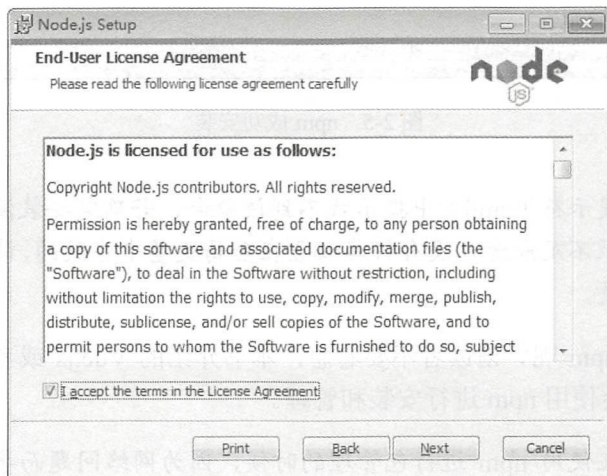 Node.js Setup
End-User License Agreement
Please read the following license agreement carefully
node
JS
Node.js is licensed for use as follows:
Copyright Node.js contributors. All rights reserved.
Permission is hereby granted, free of charge, to any person obtaining
a copy of this software and associated documentation files (the
"Software"), to deal in the Software without restriction, including
without limitation the rights to use, copy, modify, merge, publish,
distribute, sublicense, and/or sell copies of the Software, and to
permit persons to whom the Software is furnished to do so, subject
I accept the terms in the License Agreement
Print Back Next Cancel